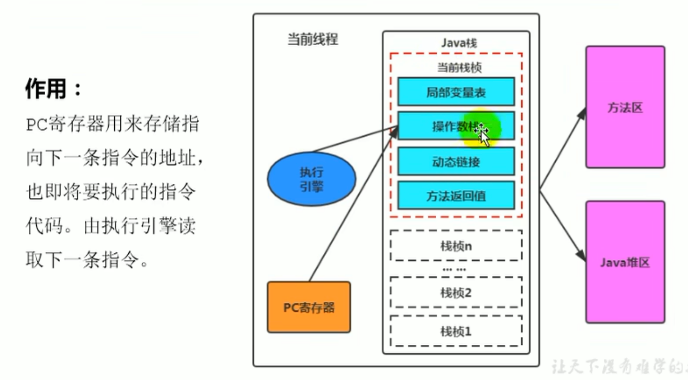 作用：
PC寄存器用来存储指
向下一条指令的地址，
也即将要执行的指令
代码。由执行引擎读
取下一条指令。
当前线程
Java栈
当前栈桢
局部变量表
操作数栈
动态链接
方法返回值
执行
引擎
PC寄存器
栈桢n
... ...
栈桢2
栈桢1
方法区
Java堆区
让天下没有难学的